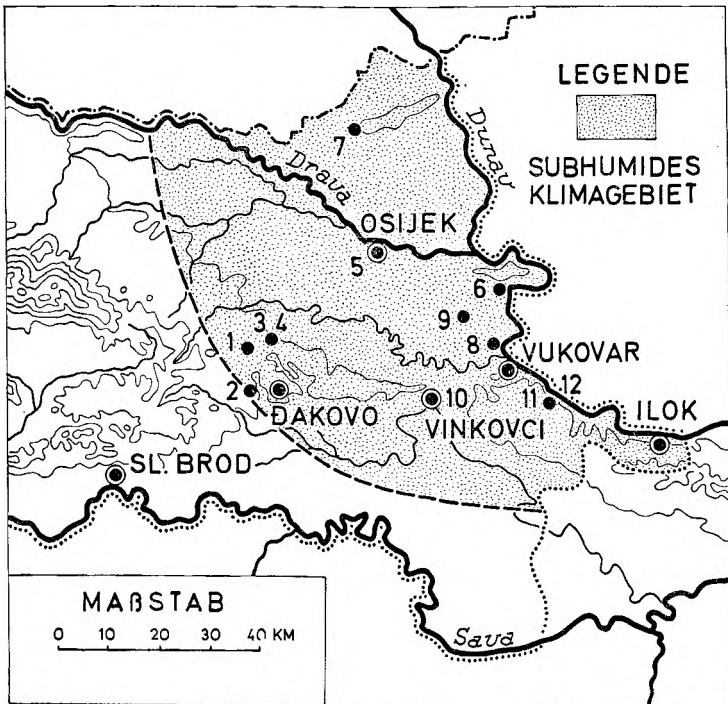 LEGENDE
SUBHUMIDES
KLIMAGEBIET
Dunav
7
Drava
OSIJEK
5
6
9
3 4
1
8
VUKOVAR
2
ĐAKOVO
10
VINKOVCI
11
12
ILOK
SL. BROD
MAßSTAB
0 10 20 30 40 KM
Sava